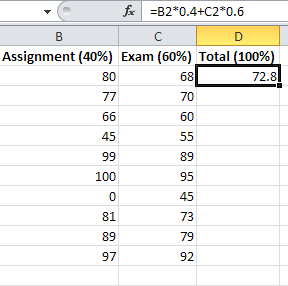 fx =B2*0.4+C2*0.6
B C D
Assignment (40%) Exam (60%) Total (100%)
80 68 72.8
77 70
66 60
45 55
99 89
100 95
0 45
81 73
89 79
97 92